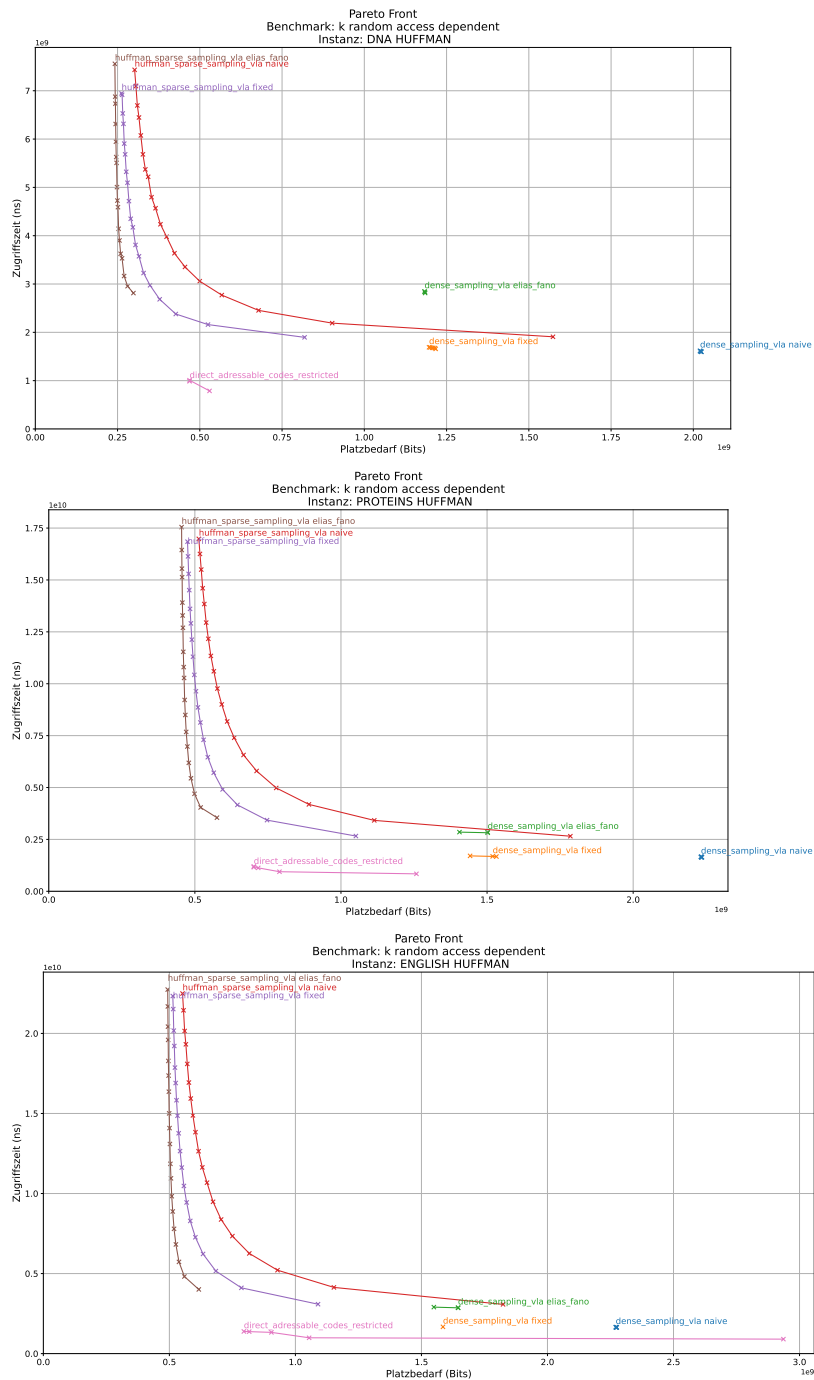 Pareto Front
Benchmark: k random access dependent
Instanz: DNA HUFFMAN
1e9
huffman_sparse_sampling_vla elias_fano
huffman_sparse_sampling_vla naive
huffman_sparse_sampling_vla fixed
dense_sampling_vla elias_fano
dense_sampling_vla fixed
dense_sampling_vla naive
direct_adressable_codes_restricted
Zugriffszeit (ns)
7
6
5
4
3
2
1
0
0.00 0.25 0.50 0.75 1.00 1.25 1.50 1.75 2.00
Platzbedarf (Bits)
1e9
Pareto Front
Benchmark: k random access dependent
Instanz: PROTEINS HUFFMAN
1e10
huffman_sparse_sampling_vla elias_fano
huffman_sparse_sampling_vla naive
huffman_sparse_sampling_vla fixed
dense_sampling_vla elias_fano
dense_sampling_vla fixed
dense_sampling_vla naive
direct_adressable_codes_restricted
Zugriffszeit (ns)
1.75
1.50
1.25
1.00
0.75
0.50
0.25
0.00
0.0 0.5 1.0 1.5 2.0
Platzbedarf (Bits)
1e9
Pareto Front
Benchmark: k random access dependent
Instanz: ENGLISH HUFFMAN
1e10
huffman_sparse_sampling_vla elias_fano
huffman_sparse_sampling_vla naive
huffman_sparse_sampling_vla fixed
dense_sampling_vla elias_fano
dense_sampling_vla fixed
dense_sampling_vla naive
direct_adressable_codes_restricted
Zugriffszeit (ns)
2.0
1.5
1.0
0.5
0.0
0.0 0.5 1.0 1.5 2.0 2.5 3.0
Platzbedarf (Bits)
1e9